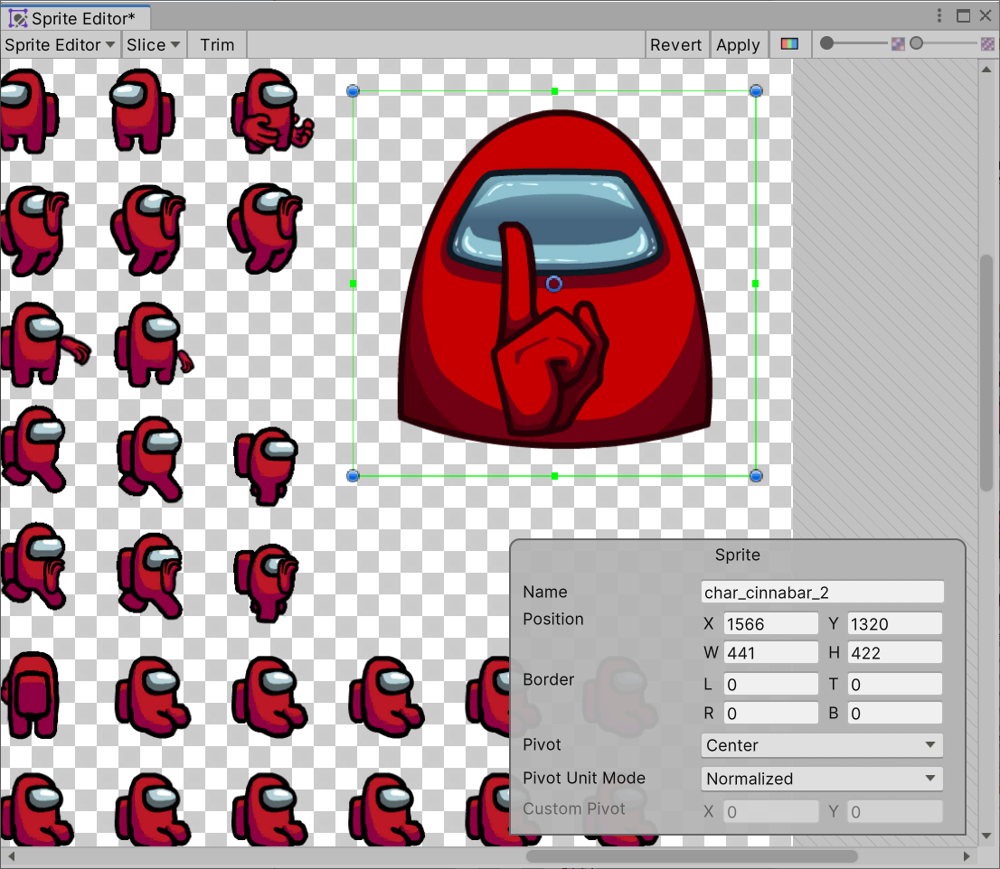 Sprite Editor*
Sprite Editor Slice Trim Revert Apply
Sprite
Name char_cinnabar_2
Position X 1566 Y 1320
W 441 H 422
Border L 0 T 0
R 0 B 0
Pivot Center
Pivot Unit Mode Normalized
Custom Pivot X 0 Y 0